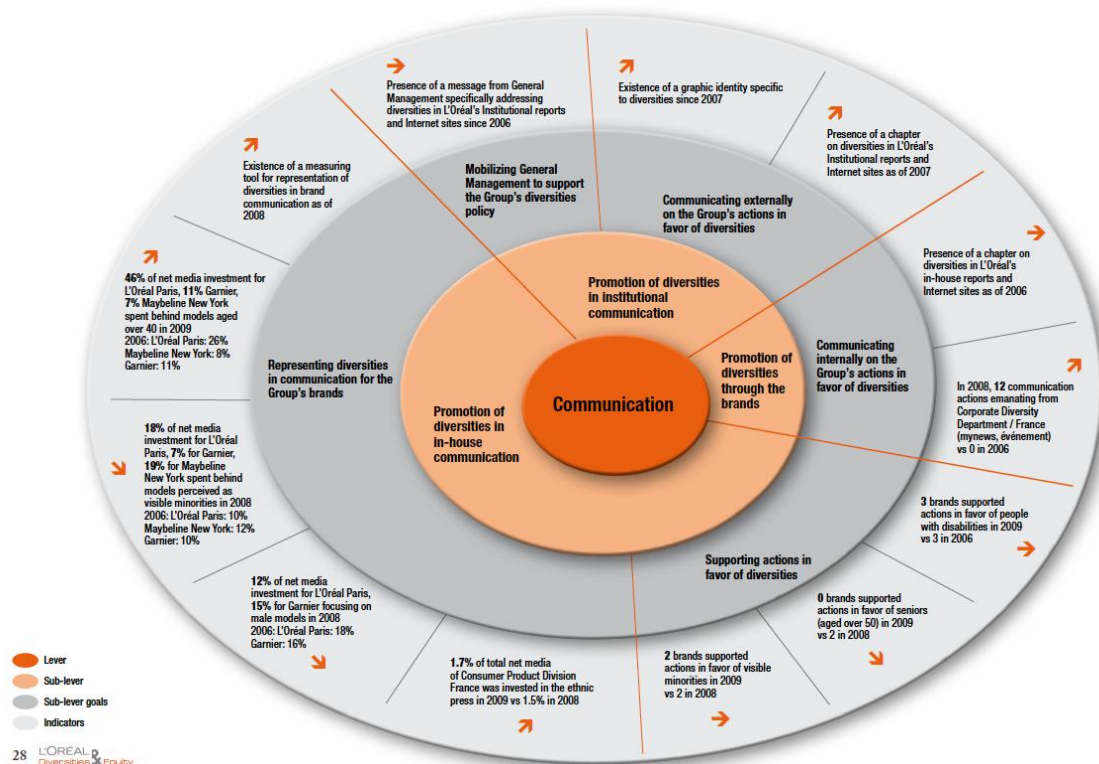 Presence of a message from General
Management specifically addressing
diversities in L'Oréal's Institutional reports
and Internet sites since 2006
Existence of a graphic identity specific
to diversities since 2007
Presence of a chapter
on diversities in L'Oréal's
Institutional reports and
Internet sites as of 2007
Existence of a measuring
tool for representation of
diversities in brand
communication as of
2008
Mobilizing General
Management to support
the Group's diversities
policy
Communicating externally
on the Group's actions in
favor of diversities
Presence of a chapter on
diversities in L'Oréal's
in-house reports and
Internet sites as of 2006
46% of net media investment for
L'Oréal Paris, 11% Garnier,
7% Maybeline New York
spent behind models aged
over 40 in 2009
2006: L'Oréal Paris: 26%
Maybeline New York: 8%
Garnier: 11%
Promotion of diversities
in institutional
communication
Representing diversities
in communication for the
Group's brands
Promotion of
diversities
through the
brands
Communicating
internally on the
Group's actions in
favor of diversities
Communication
Promotion of
diversities in
in-house
communication
In 2008, 12 communication
actions emanating from
Corporate Diversity
Department / France
(mynews, événement)
vs 0 in 2006
18% of net media
investment for L'Oréal
Paris, 7% for Garnier,
19% for Maybeline
New York spent behind
models perceived as
visible minorities in 2008
2006: L'Oréal Paris: 10%
Maybeline New York: 12%
Garnier: 10%
3 brands supported
actions in favor of people
with disabilities in 2009
vs 3 in 2006
Supporting actions in
favor of diversities
12% of net media
investment for L'Oréal Paris,
15% for Garnier focusing on
male models in 2008
2006: L'Oréal Paris: 18%
Garnier: 16%
0 brands supported
actions in favor of seniors
(aged over 50) in 2009
vs 2 in 2008
1.7% of total net media
of Consumer Product Division
France was invested in the ethnic
press in 2009 vs 1.5% in 2008
2 brands supported
actions in favor of visible
minorities in 2009
vs 2 in 2008
Lever
Sub-lever
Sub-lever goals
Indicators
28 L'ORÉAL
Diversities & Equity